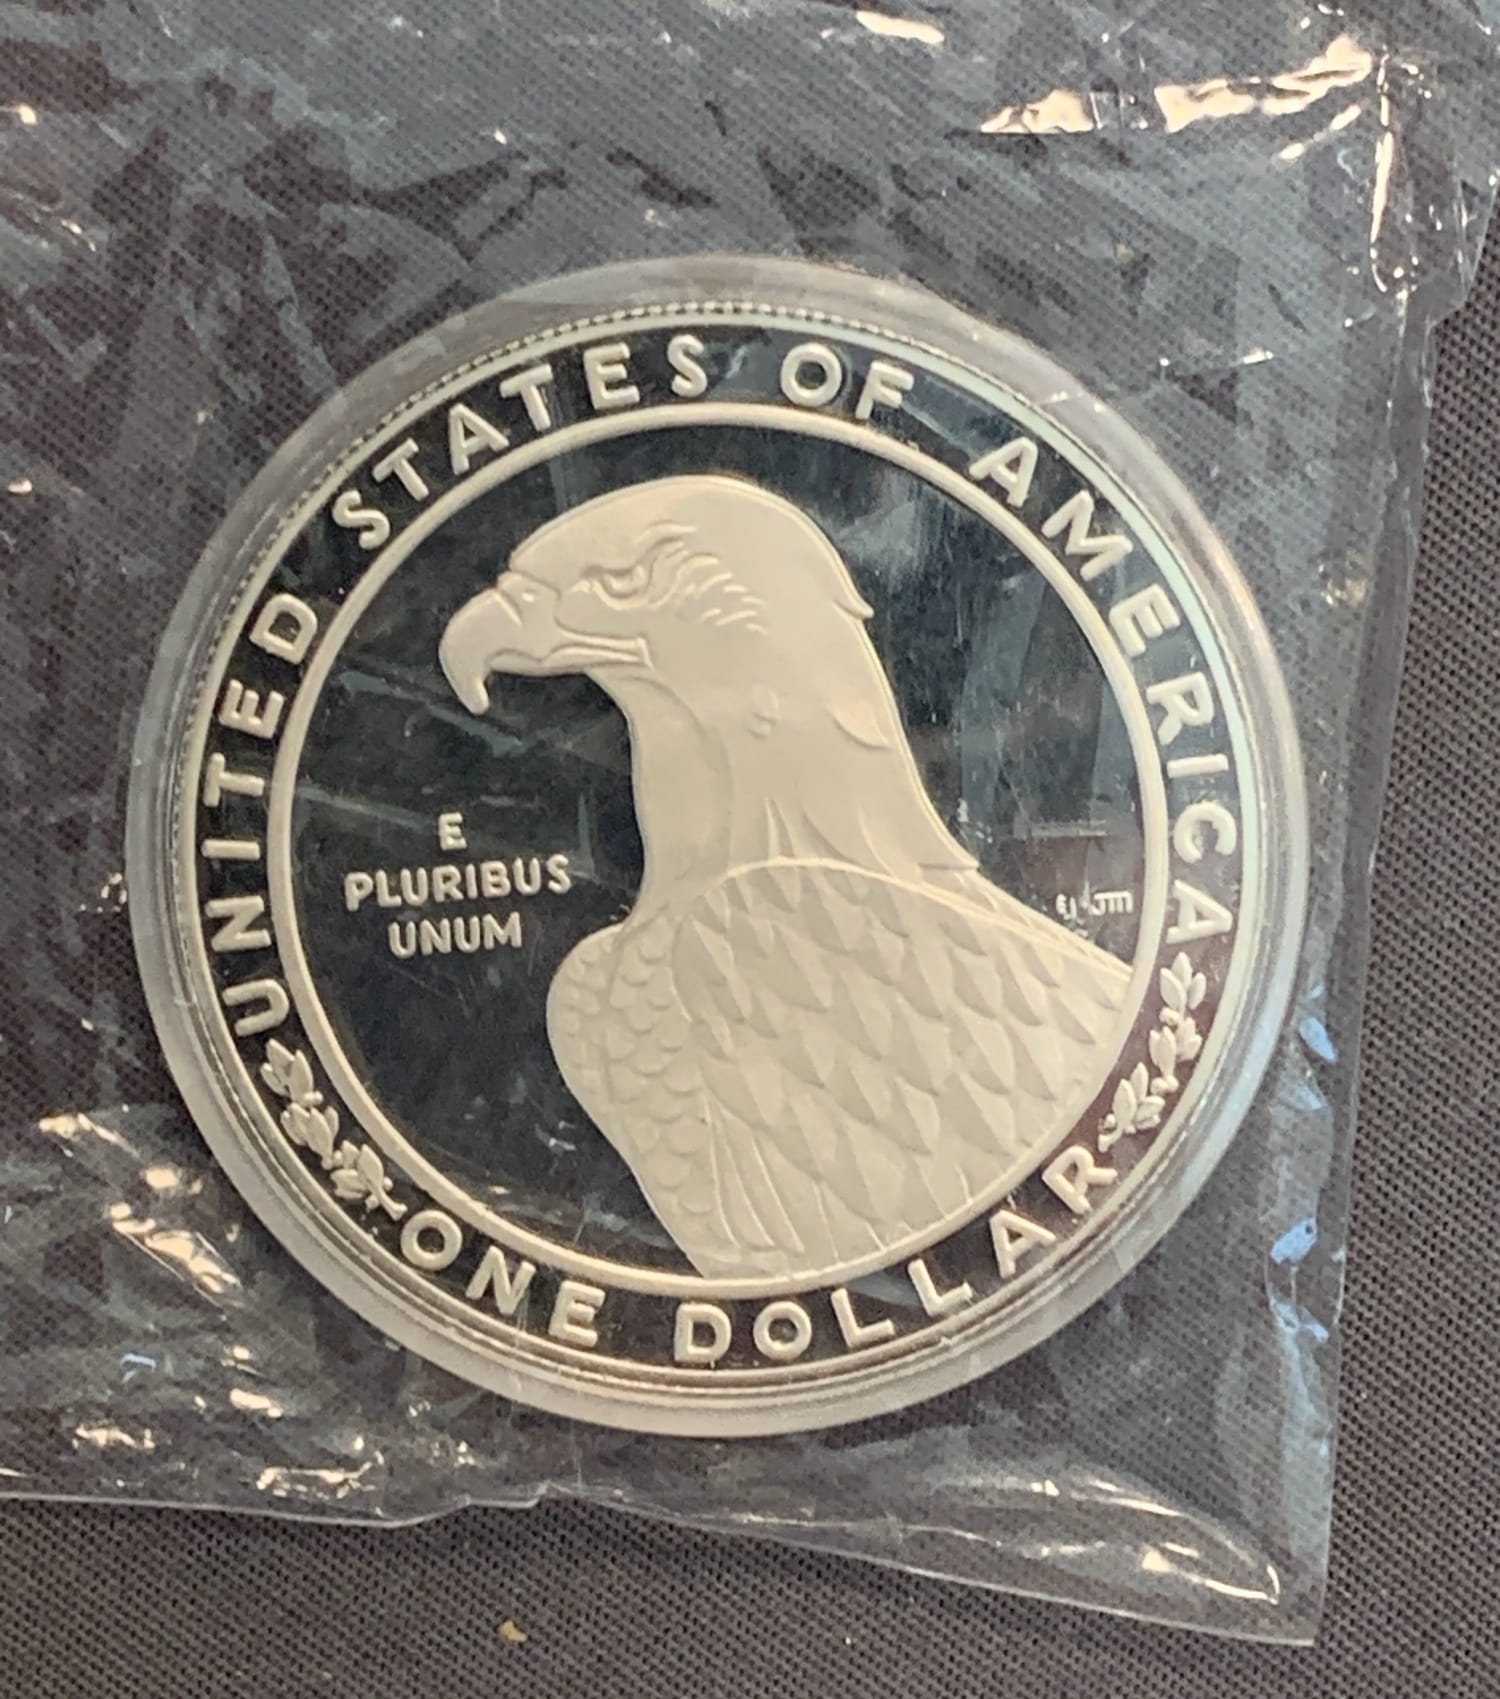 UNITED STATES OF AMERICA
E
PLURIBUS
UNUM
ONE DOLLAR